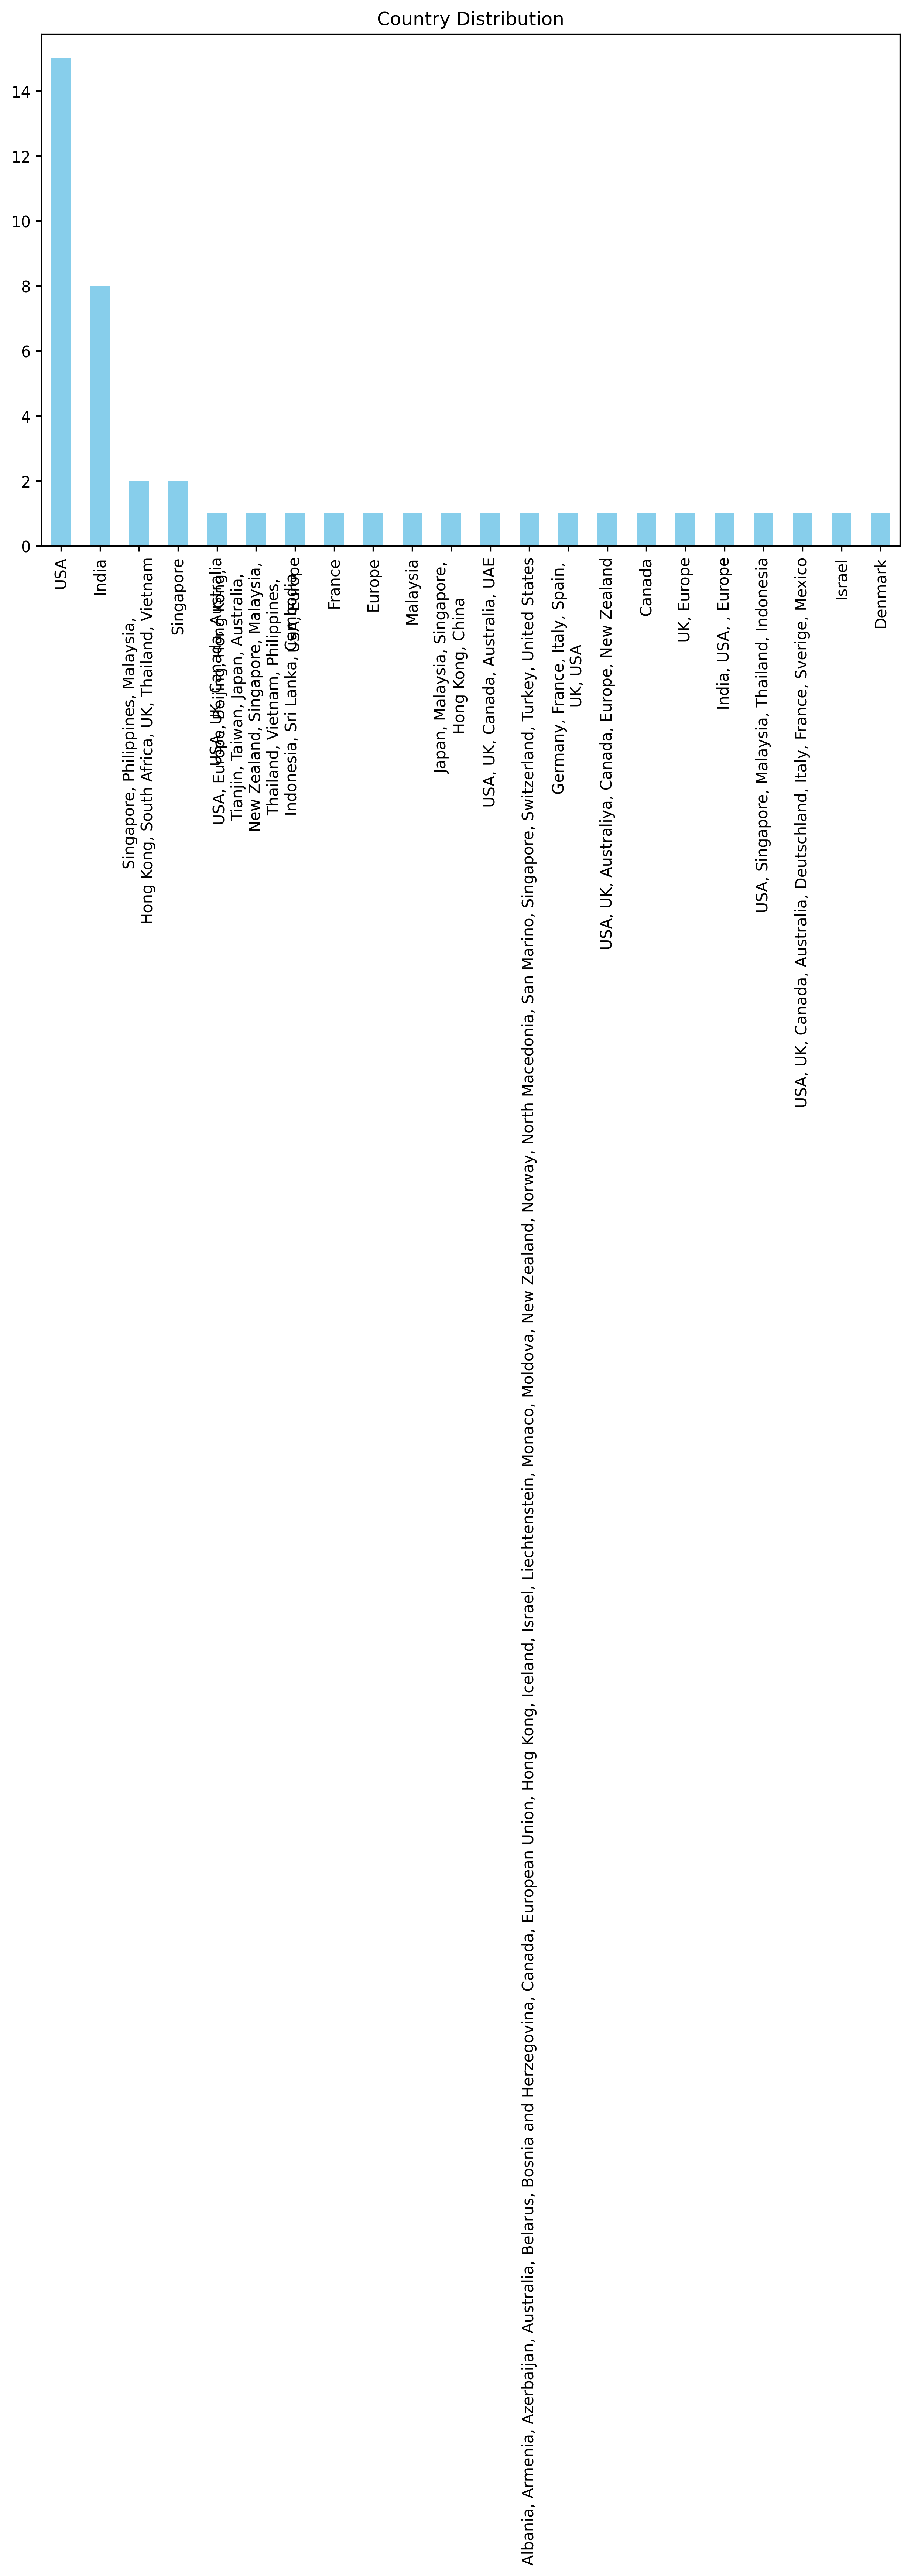 Country Distribution
14
12
10
8
6
4
2
0
USA
India
Singapore, Philippines, Malaysia,
Hong Kong, South Africa, UK, Thailand, Vietnam
Singapore
USA, UK, Canada, Australia
USA, Europe, Beijing, Hong Kong,
Tianjin, Taiwan, Japan, Australia,
New Zealand, Singapore, Malaysia,
Thailand, Vietnam, Philippines,
Indonesia, Sri Lanka, Cambodia,
USA, Europe
France
Europe
Malaysia
Japan, Malaysia, Singapore,
Hong Kong, China
USA, UK, Canada, Australia, UAE
Albania, Armenia, Azerbaijan, Australia, Belarus, Bosnia and Herzegovina, Canada, European Union, Hong Kong, Iceland, Israel, Liechtenstein, Monaco, Moldova, New Zealand, Norway, North Macedonia, San Marino, Singapore, Switzerland, Turkey, United States
Germany, France, Italy, Spain,
UK, USA
USA, UK, Australiya, Canada, Europe, New Zealand
Canada
UK, Europe
India, USA, , Europe
USA, Singapore, Malaysia, Thailand, Indonesia
USA, UK, Canada, Australia, Deutschland, Italy, France, Sverige, Mexico
Israel
Denmark